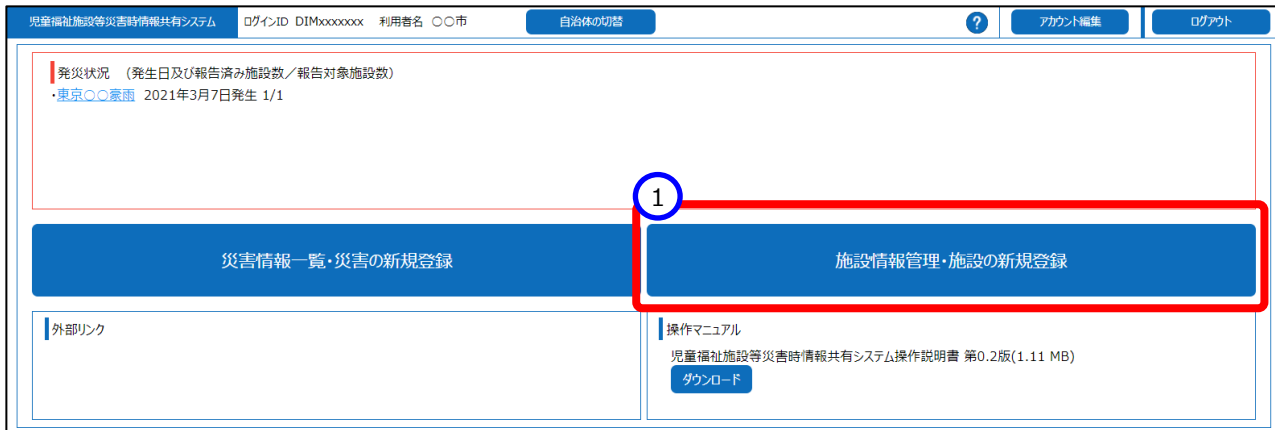 児童福祉施設等災害時情報共有システム ログインID DIMxxxxxxx 利用者名 〇〇市 自治体の切替 ? アカウント編集 ログアウト
発災状況 (発生日及び報告済み施設数/報告対象施設数)
・東京〇〇豪雨 2021年3月7日発生 1/1
1
災害情報一覧・災害の新規登録
施設情報管理・施設の新規登録
外部リンク
操作マニュアル
児童福祉施設等災害時情報共有システム操作説明書 第0.2版(1.11 MB)
ダウンロード